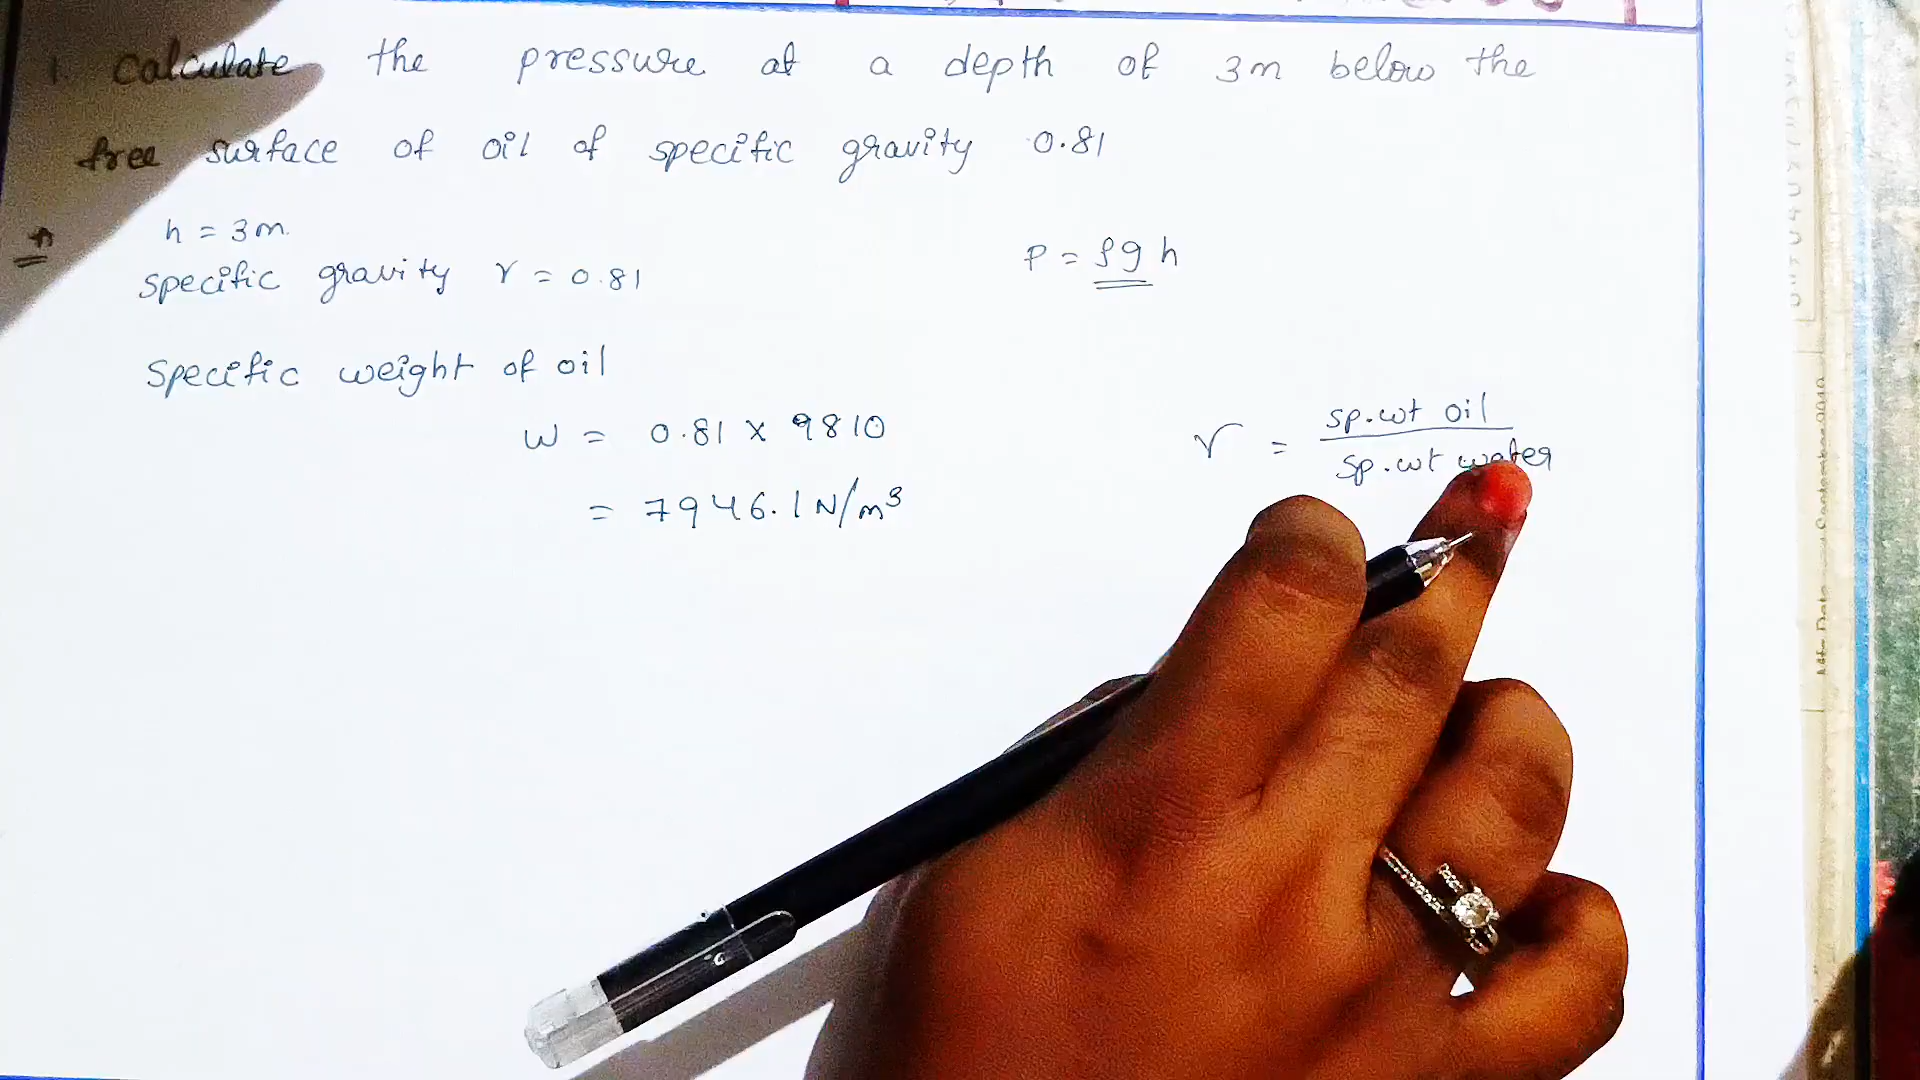 1. Calculate the pressure at a depth of 3m below the
free surface of oil of specific gravity 0.81
h = 3m.
P = ρg h
specific gravity r = 0.81
Specific weight of oil
w = 0.81 x 9810
= 7946.1 N/m³
r = sp.wt oil
sp.wt water